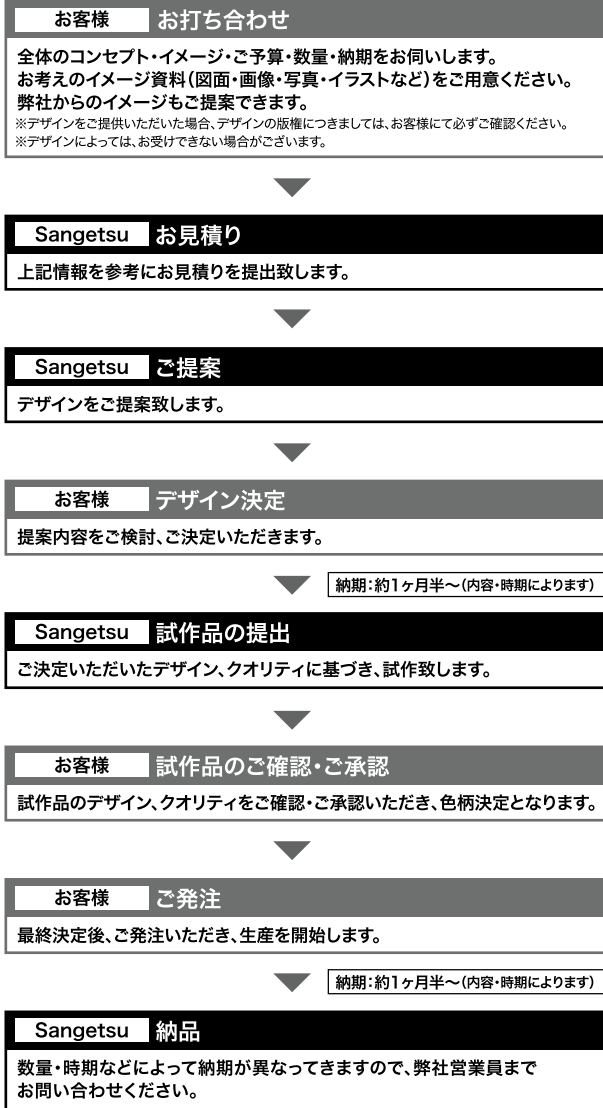 お客様 お打ち合わせ
全体のコンセプト・イメージ・ご予算・数量・納期をお伺いします。
お考えのイメージ資料(図面・画像・写真・イラストなど)をご用意ください。
弊社からのイメージもご提案できます。
※デザインをご提供いただいた場合、デザインの版権につきましては、お客様にて必ずご確認ください。
※デザインによっては、お受けできない場合がございます。
Sangetsu お見積り
上記情報を参考にお見積りを提出致します。
Sangetsu ご提案
デザインをご提案致します。
お客様 デザイン決定
提案内容をご検討、ご決定いただきます。
納期:約1ヶ月半〜(内容・時期によります)
Sangetsu 試作品の提出
ご決定いただいたデザイン、クオリティに基づき、試作致します。
お客様 試作品のご確認・ご承認
試作品のデザイン、クオリティをご確認・ご承認いただき、色柄決定となります。
お客様 ご発注
最終決定後、ご発注いただき、生産を開始します。
納期:約1ヶ月半〜(内容・時期によります)
Sangetsu 納品
数量・時期などによって納期が異なってきますので、弊社営業員まで
お問い合わせください。